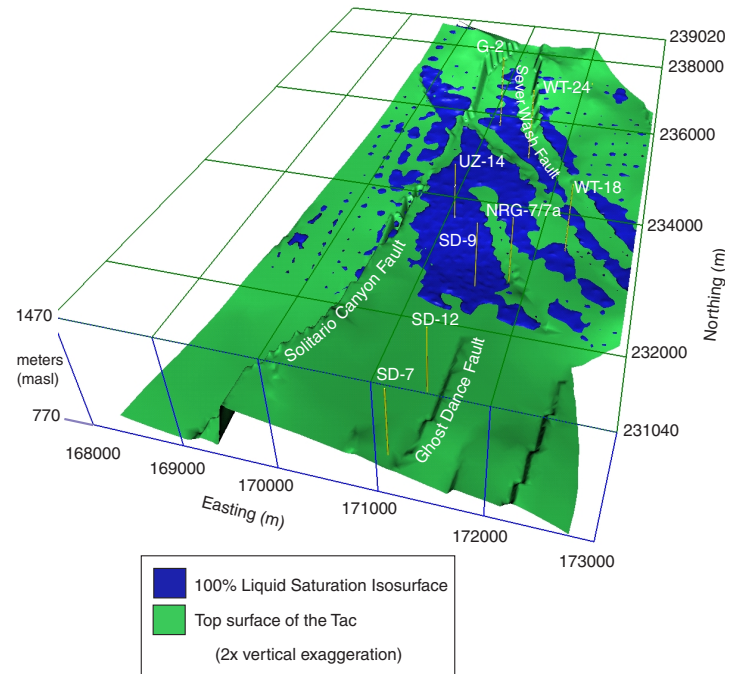 239020
238000
G-2
Sever Wash Fault
WT-24
236000
UZ-14
WT-18
NRG-7/7a
234000
SD-9
Solitario Canyon Fault
Northing (m)
1470
SD-12
232000
meters
(masl)
SD-7
Ghost Dance Fault
770
231040
168000
169000
170000
Easting (m)
171000
172000
173000
100% Liquid Saturation Isosurface
Top surface of the Tac
(2x vertical exaggeration)